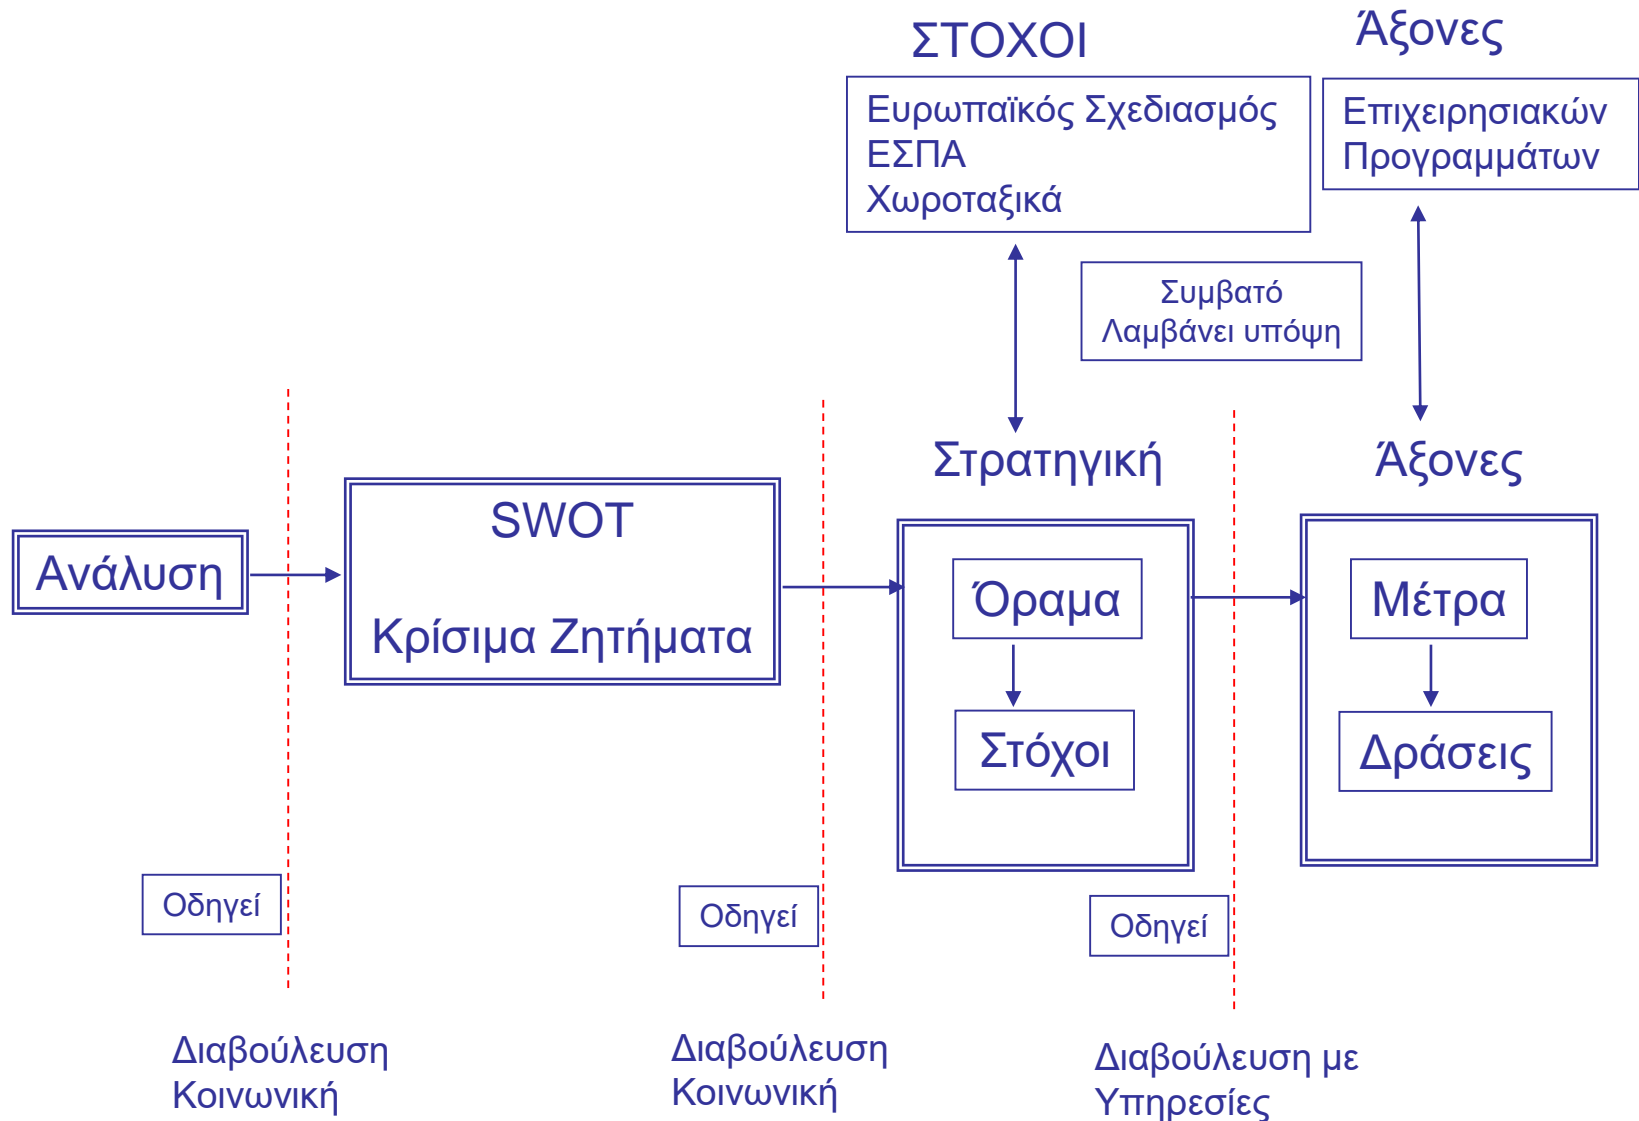 ΣΤΟΧΟΙ
Άξονες
Ευρωπαϊκός Σχεδιασμός
ΕΣΠΑ
Χωροταξικά
Επιχειρησιακών
Προγραμμάτων
Συμβατό
Λαμβάνει υπόψη
Στρατηγική
Άξονες
Ανάλυση
SWOT
Κρίσιμα Ζητήματα
Όραμα
Στόχοι
Μέτρα
Δράσεις
Οδηγεί
Οδηγεί
Οδηγεί
Διαβούλευση
Κοινωνική
Διαβούλευση
Κοινωνική
Διαβούλευση με
Υπηρεσίες